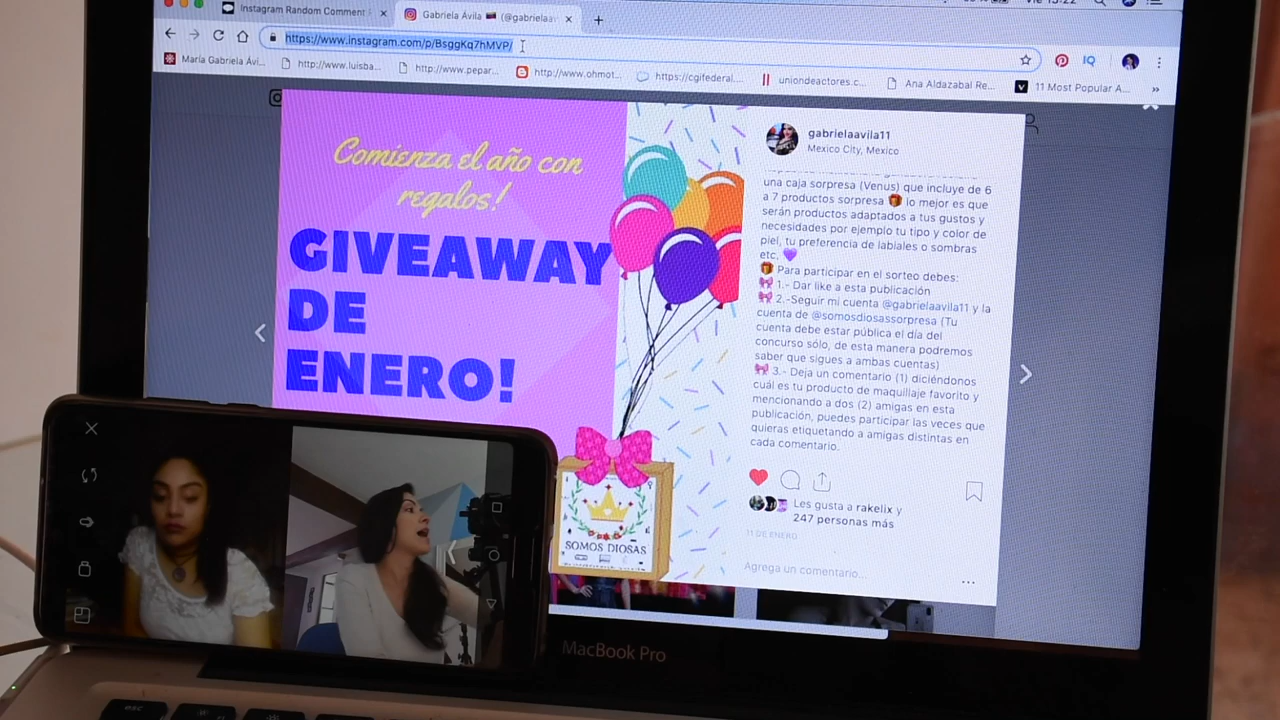 Instagram Random Comment
Gabriela Ávila
(@gabrielaav
Vie 15:22
https://www.instagram.com/p/BsggKq7hMVP/
María Gabriela Ávi...
http://www.luisba...
http://www.pepar...
http://www.ohmot...
https://cgifederal....
uniondeactores.c...
Ana Aldazabal Re...
11 Most Popular A...
Comienza el año con
regalos!
GIVEAWAY
DE
ENERO!
SOMOS DIOSAS
gabrielaavila11
Mexico City, Mexico
una caja sorpresa (Venus) que incluye de 6
a 7 productos sorpresa 🎁 lo mejor es que
serán productos adaptados a tus gustos y
necesidades por ejemplo tu tipo y color de
piel, tu preferencia de labiales o sombras
etc. 💜
🎁 Para participar en el sorteo debes:
🎀 1.- Dar like a esta publicación
🎀 2.-Seguir mi cuenta @gabrielaavila11 y la
cuenta de @somosdiosassorpresa (Tu
cuenta debe estar pública el día del
concurso sólo, de esta manera podremos
saber que sigues a ambas cuentas)
🎀 3.- Deja un comentario (1) diciéndonos
cuál es tu producto de maquillaje favorito y
mencionando a dos (2) amigas en esta
publicación, puedes participar las veces que
quieras etiquetando a amigas distintas en
cada comentario.
Les gusta a rakelix y
247 personas más
11 DE ENERO
Agrega un comentario...
MacBook Pro
esc